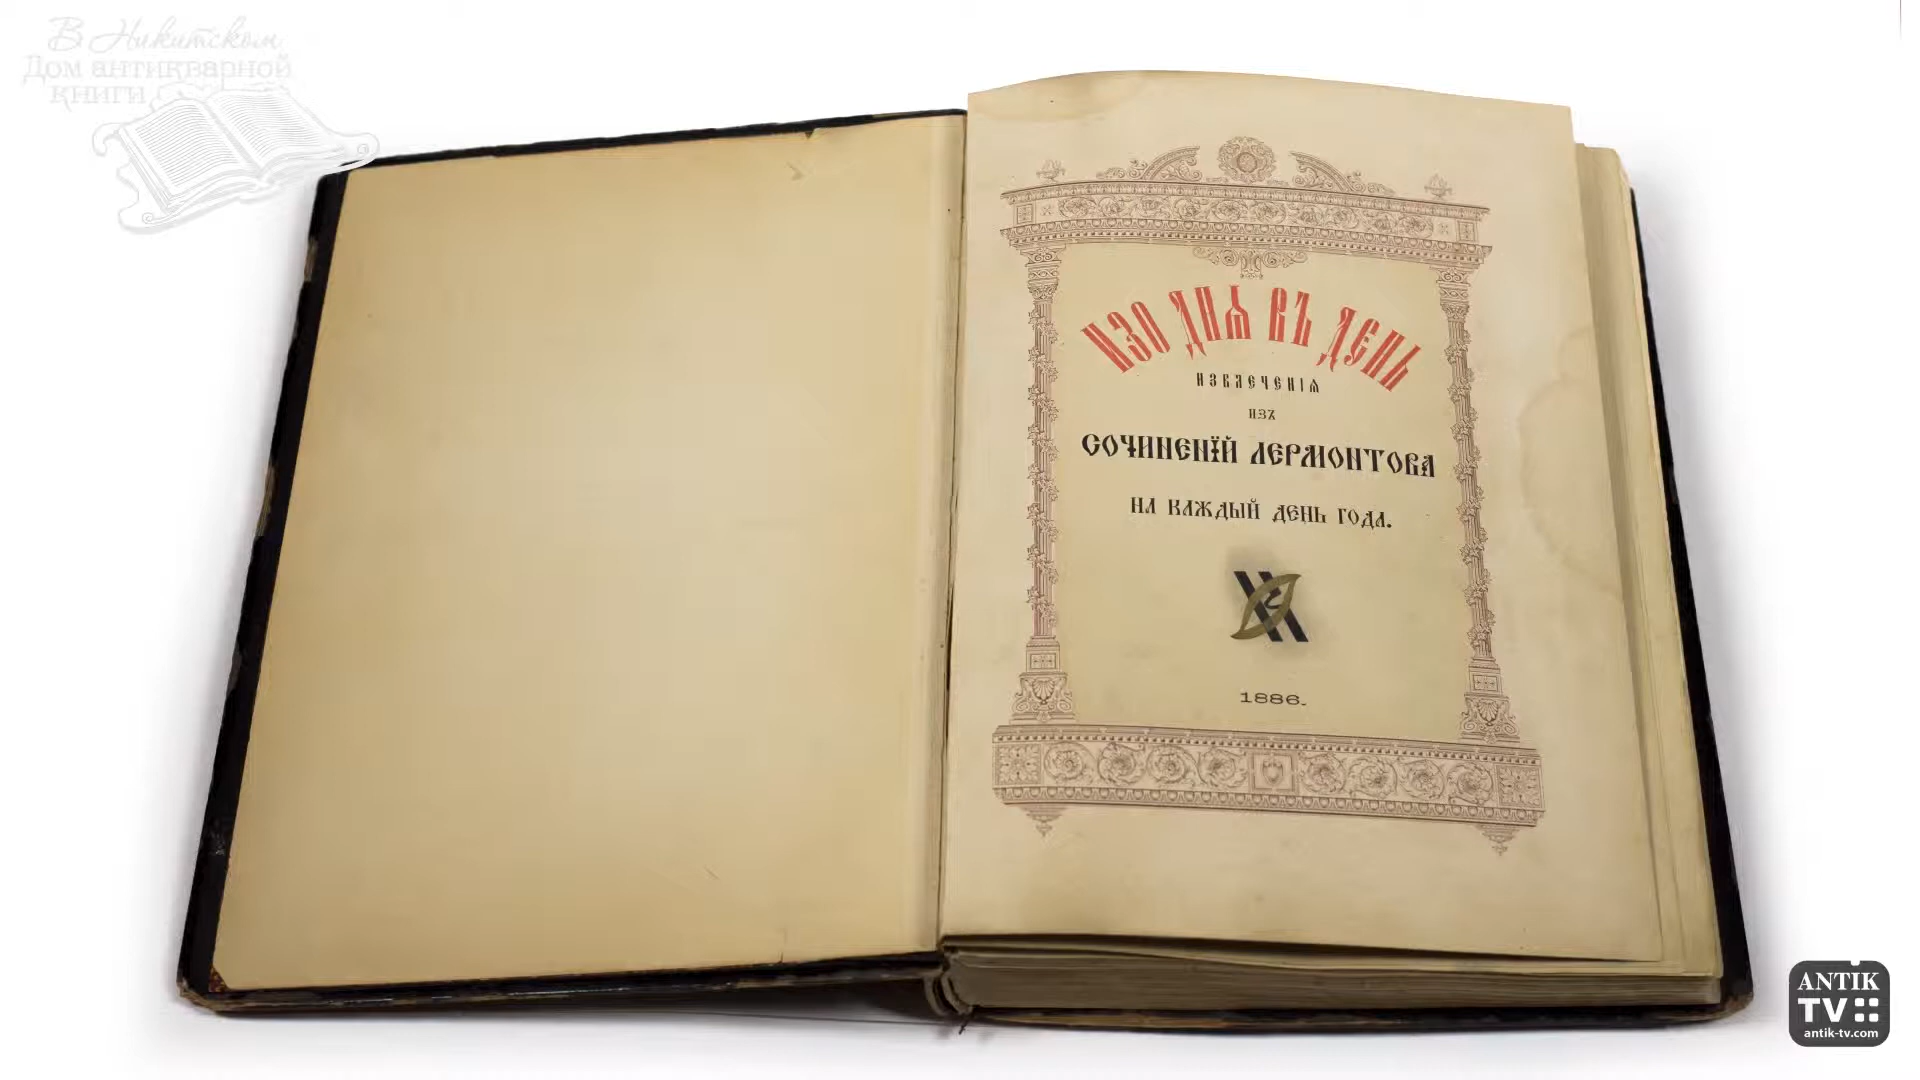 В Никитском
Дом антикварной
книги
ИЗО ДНЯ ВЪ ДЕНЬ
ИЗВЛЕЧЕНІЯ
ИЗЪ
СОЧИНЕНІЙ ЛЕРМОНТОВА
НА КАЖДЫЙ ДЕНЬ ГОДА.
1886.
ANTIK
TV
antik-tv.com